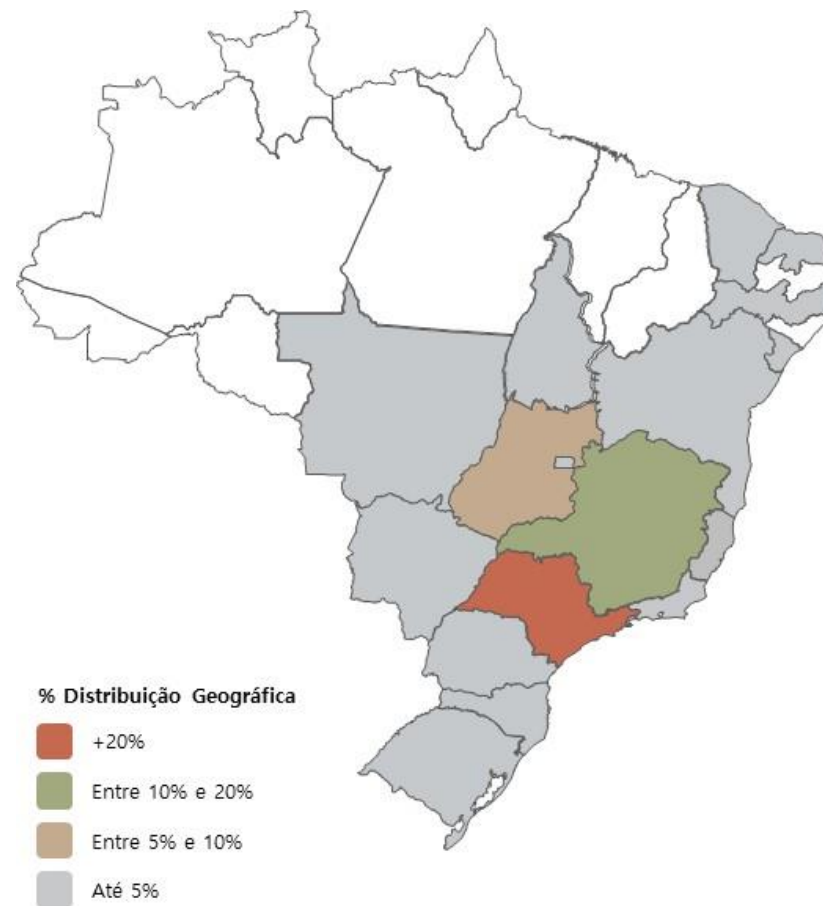 % Distribuição Geográfica
+20%
Entre 10% e 20%
Entre 5% e 10%
Até 5%